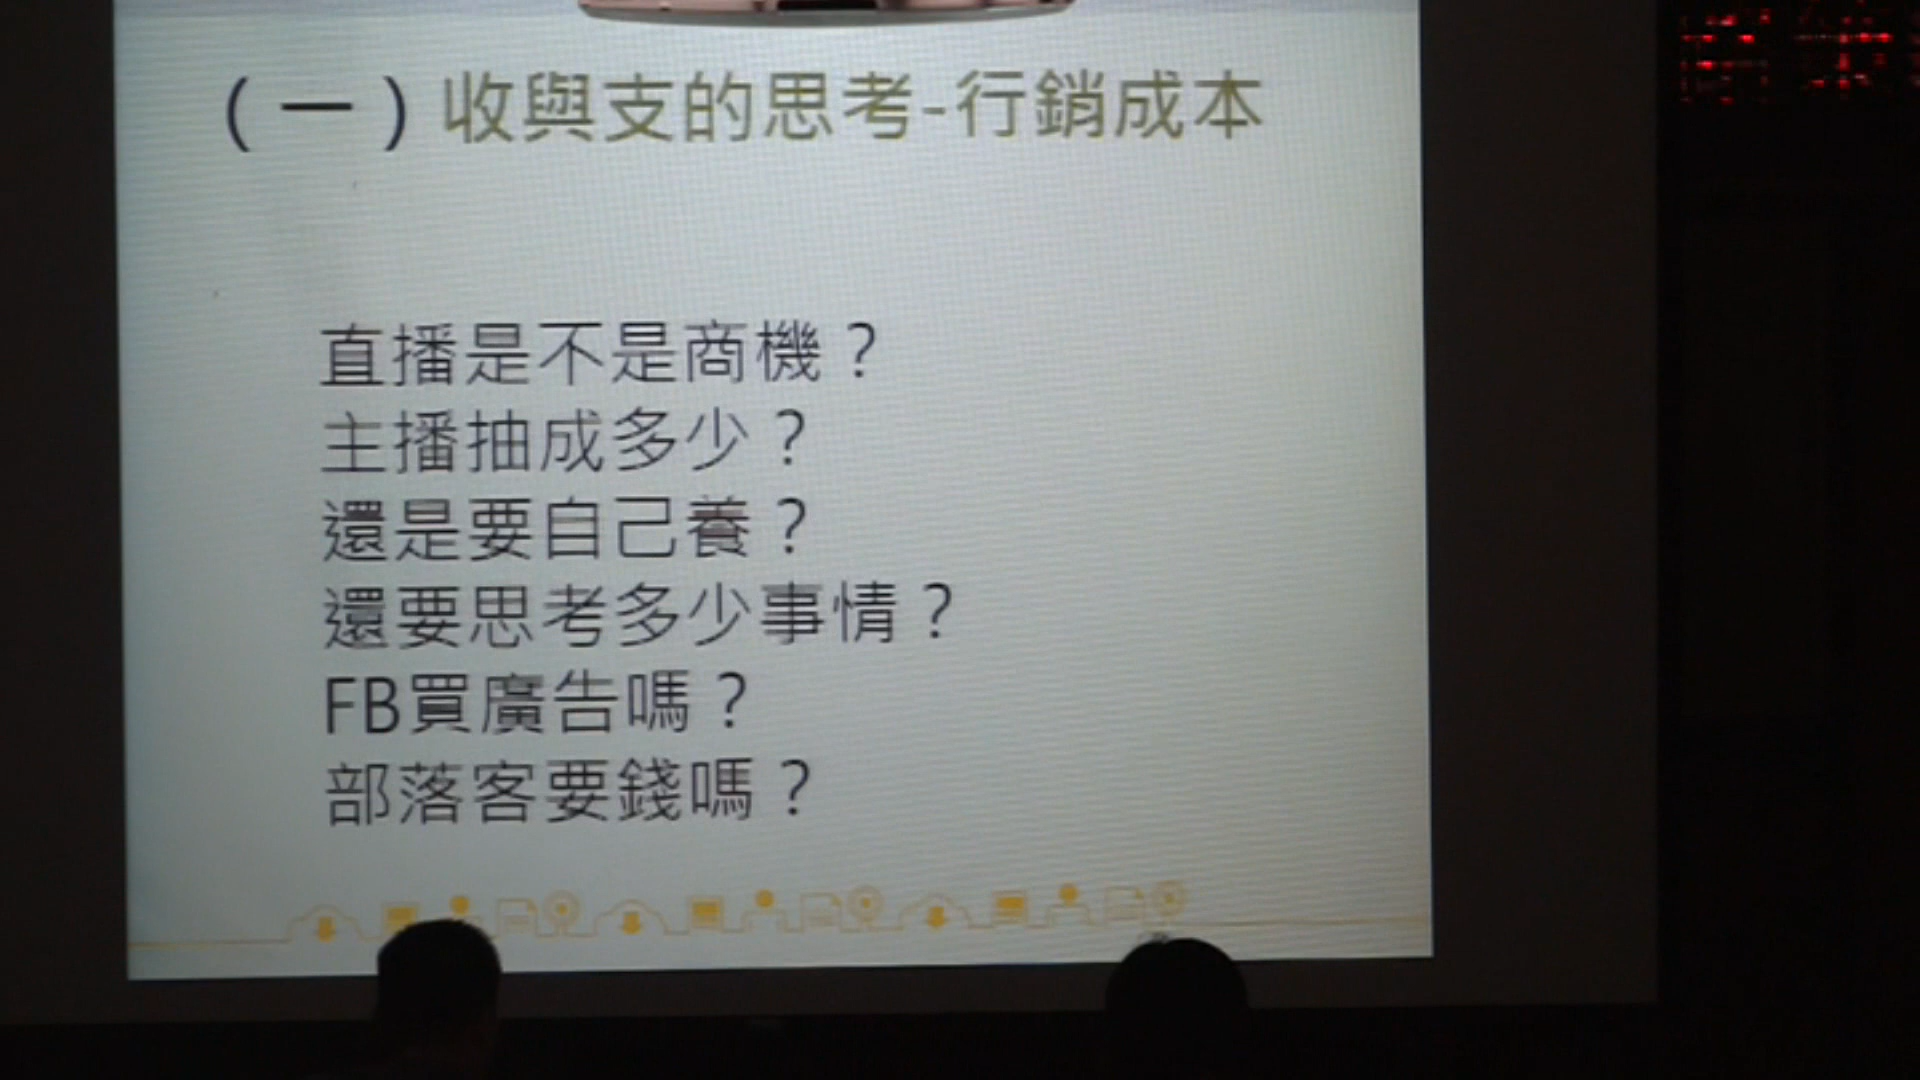 （一）收與支的思考-行銷成本
直播是不是商機？
主播抽成多少？
還是要自己養？
還要思考多少事情？
FB買廣告嗎？
部落客要錢嗎？